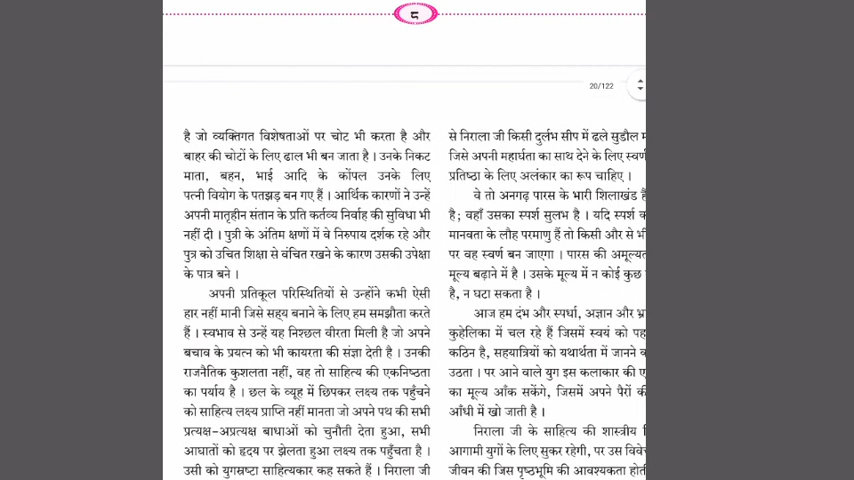 ८
20/122
है जो व्यक्तिगत विशेषताओं पर चोट भी करता है और
बाहर की चोटों के लिए ढाल भी बन जाता है । उनके निकट
माता, बहन, भाई आदि के कोंपल उनके लिए
पत्नी वियोग के पतझड़ बन गए हैं । आर्थिक कारणों ने उन्हें
अपनी मातृहीन संतान के प्रति कर्तव्य निर्वाह की सुविधा भी
नहीं दी । पुत्री के अंतिम क्षणों में वे निरुपाय दर्शक रहे और
पुत्र को उचित शिक्षा से वंचित रखने के कारण उसकी उपेक्षा
के पात्र बने ।
अपनी प्रतिकूल परिस्थितियों से उन्होंने कभी ऐसी
हार नहीं मानी जिसे सह्य बनाने के लिए हम समझौता करते
हैं । स्वभाव से उन्हें यह निश्छल वीरता मिली है जो अपने
बचाव के प्रयत्न को भी कायरता की संज्ञा देती है । उनकी
राजनैतिक कुशलता नहीं, वह तो साहित्य की एकनिष्ठता
का पर्याय है । छल के व्यूह में छिपकर लक्ष्य तक पहुँचने
को साहित्य लक्ष्य प्राप्ति नहीं मानता जो अपने पथ की सभी
प्रत्यक्ष-अप्रत्यक्ष बाधाओं को चुनौती देता हुआ, सभी
आघातों को हृदय पर झेलता हुआ लक्ष्य तक पहुँचता है ।
उसी को युगस्रष्टा साहित्यकार कह सकते हैं । निराला जी
से निराला जी किसी दुर्लभ सीप में ढले सुडौल
जिसे अपनी महार्घता का साथ देने के लिए स्वर्ण
प्रतिष्ठा के लिए अलंकार का रूप चाहिए ।
वे तो अनगढ़ पारस के भारी शिलाखंड
है; वहाँ उसका स्पर्श सुलभ है । यदि स्पर्श
मानवता के लौह परमाणु हैं तो किसी और से भी
पर वह स्वर्ण बन जाएगा । पारस की
मूल्य बढ़ाने में है । उसके मूल्य में न कोई कुछ
है, न घटा सकता है ।
आज हम दंभ और स्पर्धा, अज्ञान और
कुहेलिका में चल रहे हैं जिसमें स्वयं को
कठिन है, सहयात्रियों को यथार्थता में जानने
उठता । पर आने वाले युग इस कलाकार की
का मूल्य आँक सकेंगे, जिसमें अपने पैरों की
आँधी में खो जाती है ।
निराला जी के साहित्य की शास्त्रीय
आगामी युगों के लिए सुकर रहेगी, पर उस
जीवन की जिस पृष्ठभूमि की आवश्यकता होती